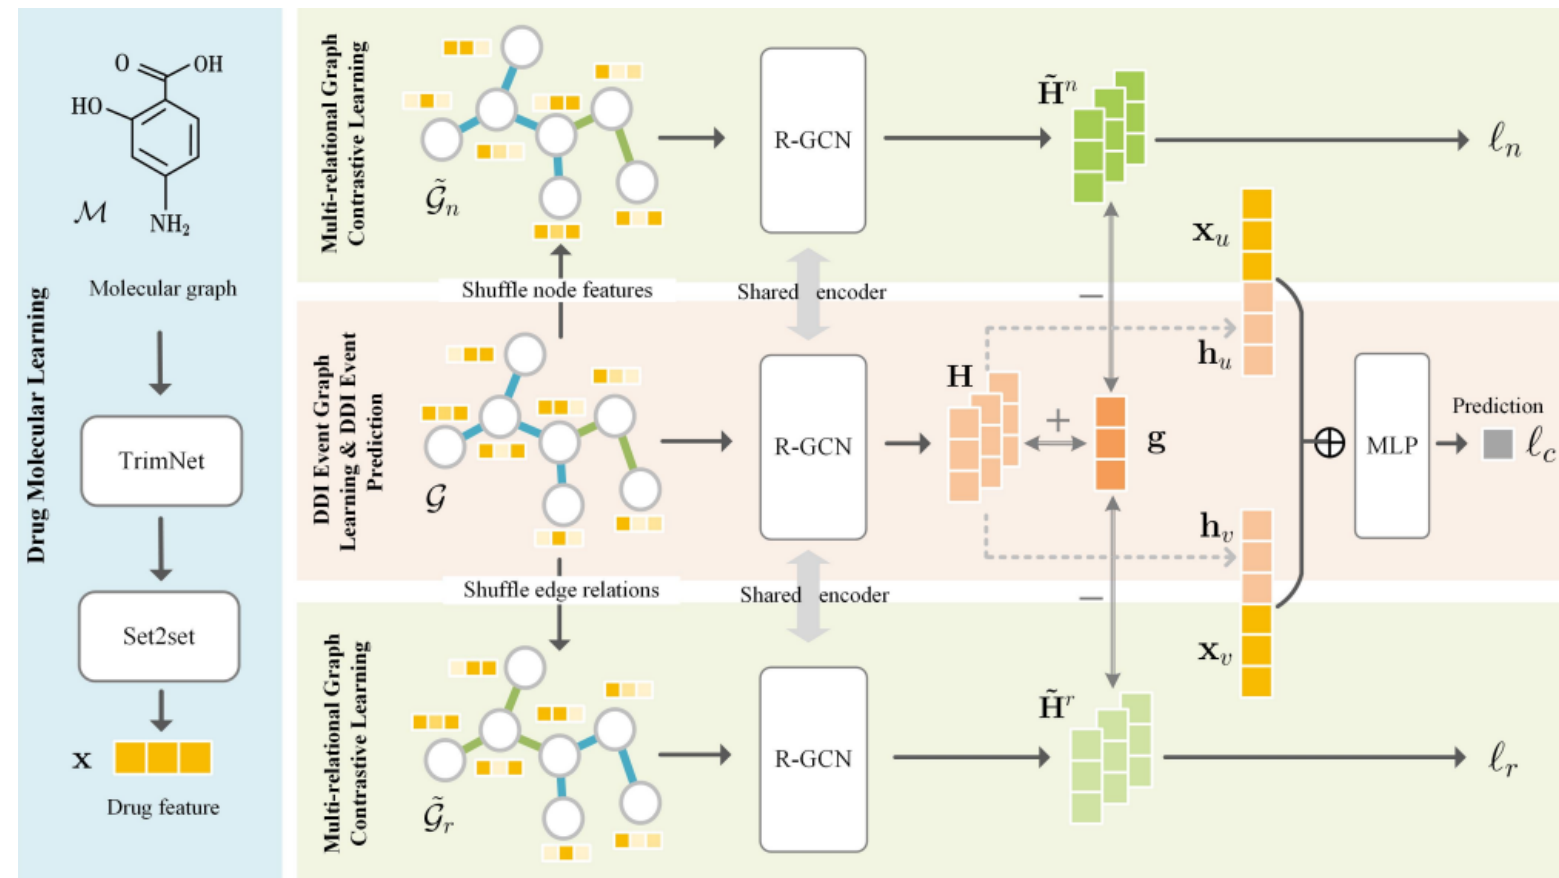 O
OH
HO
NH₂
ℳ
Molecular graph
Drug Molecular Learning
TrimNet
Set2set
x
Drug feature
Multi-relational Graph
Contrastive Learning
𝒢̃ₙ
R-GCN
H̃ⁿ
ℓₙ
Shuffle node features
Shared encoder
−
DDI Event Graph
Learning & DDI Event
Prediction
𝒢
R-GCN
H
+
g
xᵤ
hᵤ
hᵥ
xᵥ
⊕
MLP
Prediction
ℓ_c
Shuffle edge relations
Shared encoder
−
Multi-relational Graph
Contrastive Learning
𝒢̃ᵣ
R-GCN
H̃ʳ
ℓᵣ